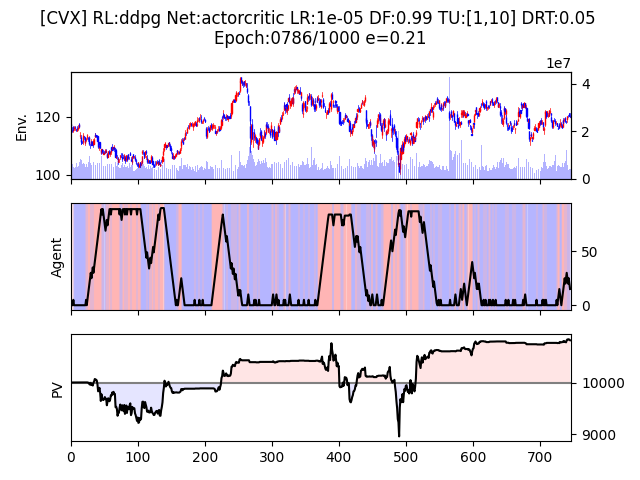 [CVX] RL:ddpg Net:actorcritic LR:1e-05 DF:0.99 TU:[1,10] DRT:0.05
Epoch:0786/1000 e=0.21
1e7
Env.
120
100
4
2
0
Agent
50
0
PV
10000
9000
0 100 200 300 400 500 600 700